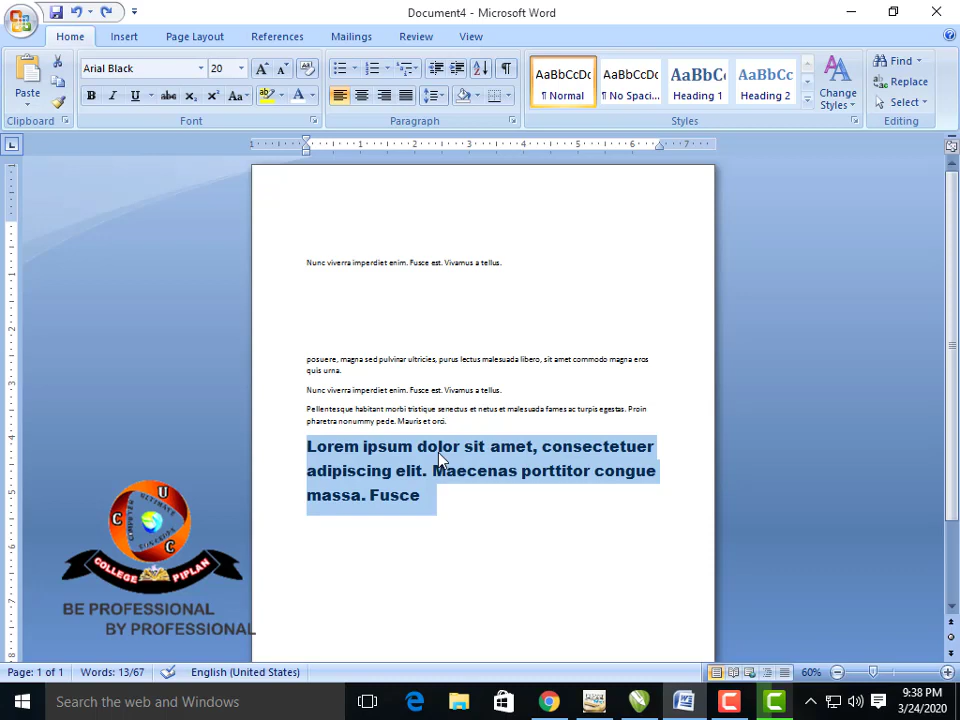 Document4 - Microsoft Word
Home Insert Page Layout References Mailings Review View
Paste
Clipboard
Arial Black 20
Font
Paragraph
AaBbCcDc AaBbCcDc AaBbCc AaBbCc
¶ Normal ¶ No Spaci... Heading 1 Heading 2
Change
Styles
Styles
Find
Replace
Select
Editing
Nunc viverra imperdiet enim. Fusce est. Vivamus a tellus.
posuere, magna sed pulvinar ultricies, purus lectus malesuada libero, sit amet commodo magna eros
quis urna.
Nunc viverra imperdiet enim. Fusce est. Vivamus a tellus.
Pellentesque habitant morbi tristique senectus et netus et malesuada fames ac turpis egestas. Proin
pharetra nonummy pede. Mauris et orci.
Lorem ipsum dolor sit amet, consectetuer
adipiscing elit. Maecenas porttitor congue
massa. Fusce
U
C C
COMPUTER ULTIMATE
COLLEGE PIPLAN
BE PROFESSIONAL
BY PROFESSIONAL
Page: 1 of 1 Words: 13/67 English (United States) 60%
Search the web and Windows
9:38 PM
3/24/2020